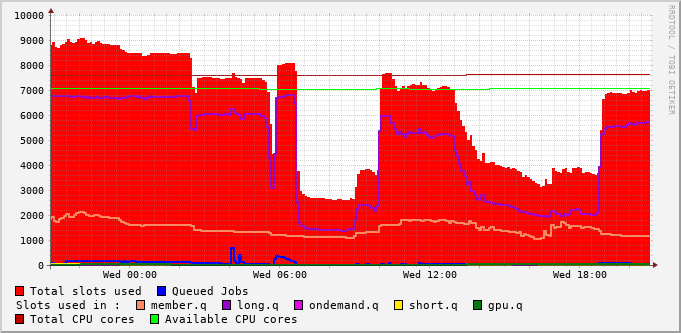 10000
9000
8000
7000
6000
5000
4000
3000
2000
1000
0
Wed 00:00 Wed 06:00 Wed 12:00 Wed 18:00
RRDTOOL / TOBI OETIKER
Total slots used Queued Jobs
Slots used in : member.q long.q ondemand.q short.q gpu.q
Total CPU cores Available CPU cores